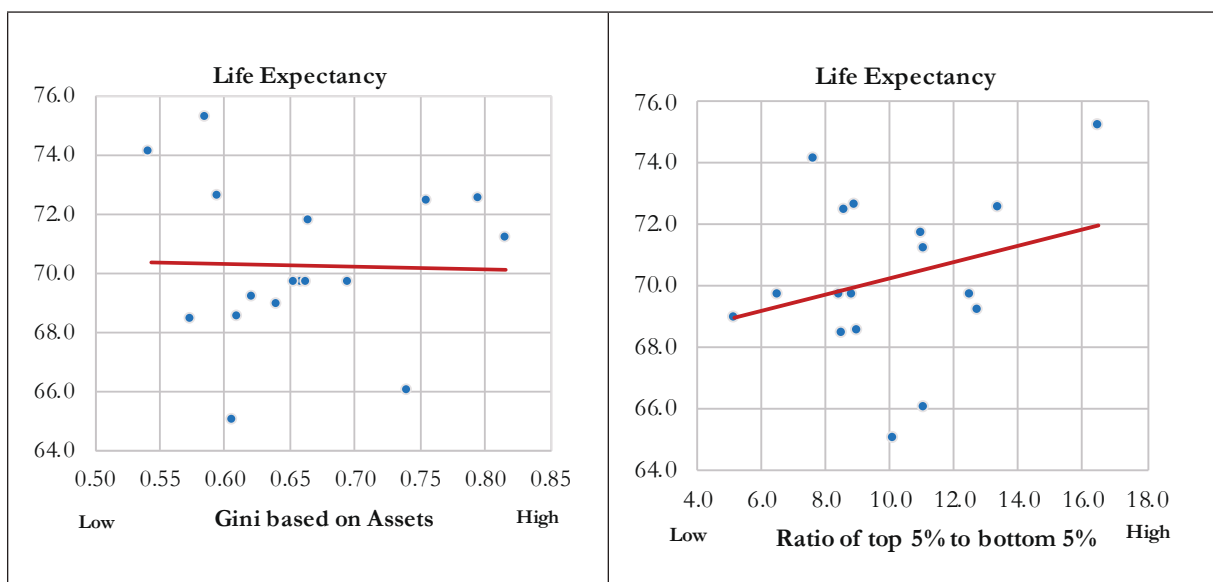 Life Expectancy
76.0
74.0
72.0
70.0
68.0
66.0
64.0
0.50 0.55 0.60 0.65 0.70 0.75 0.80 0.85
Low Gini based on Assets High
Life Expectancy
76.0
74.0
72.0
70.0
68.0
66.0
64.0
4.0 6.0 8.0 10.0 12.0 14.0 16.0 18.0
Low Ratio of top 5% to bottom 5% High